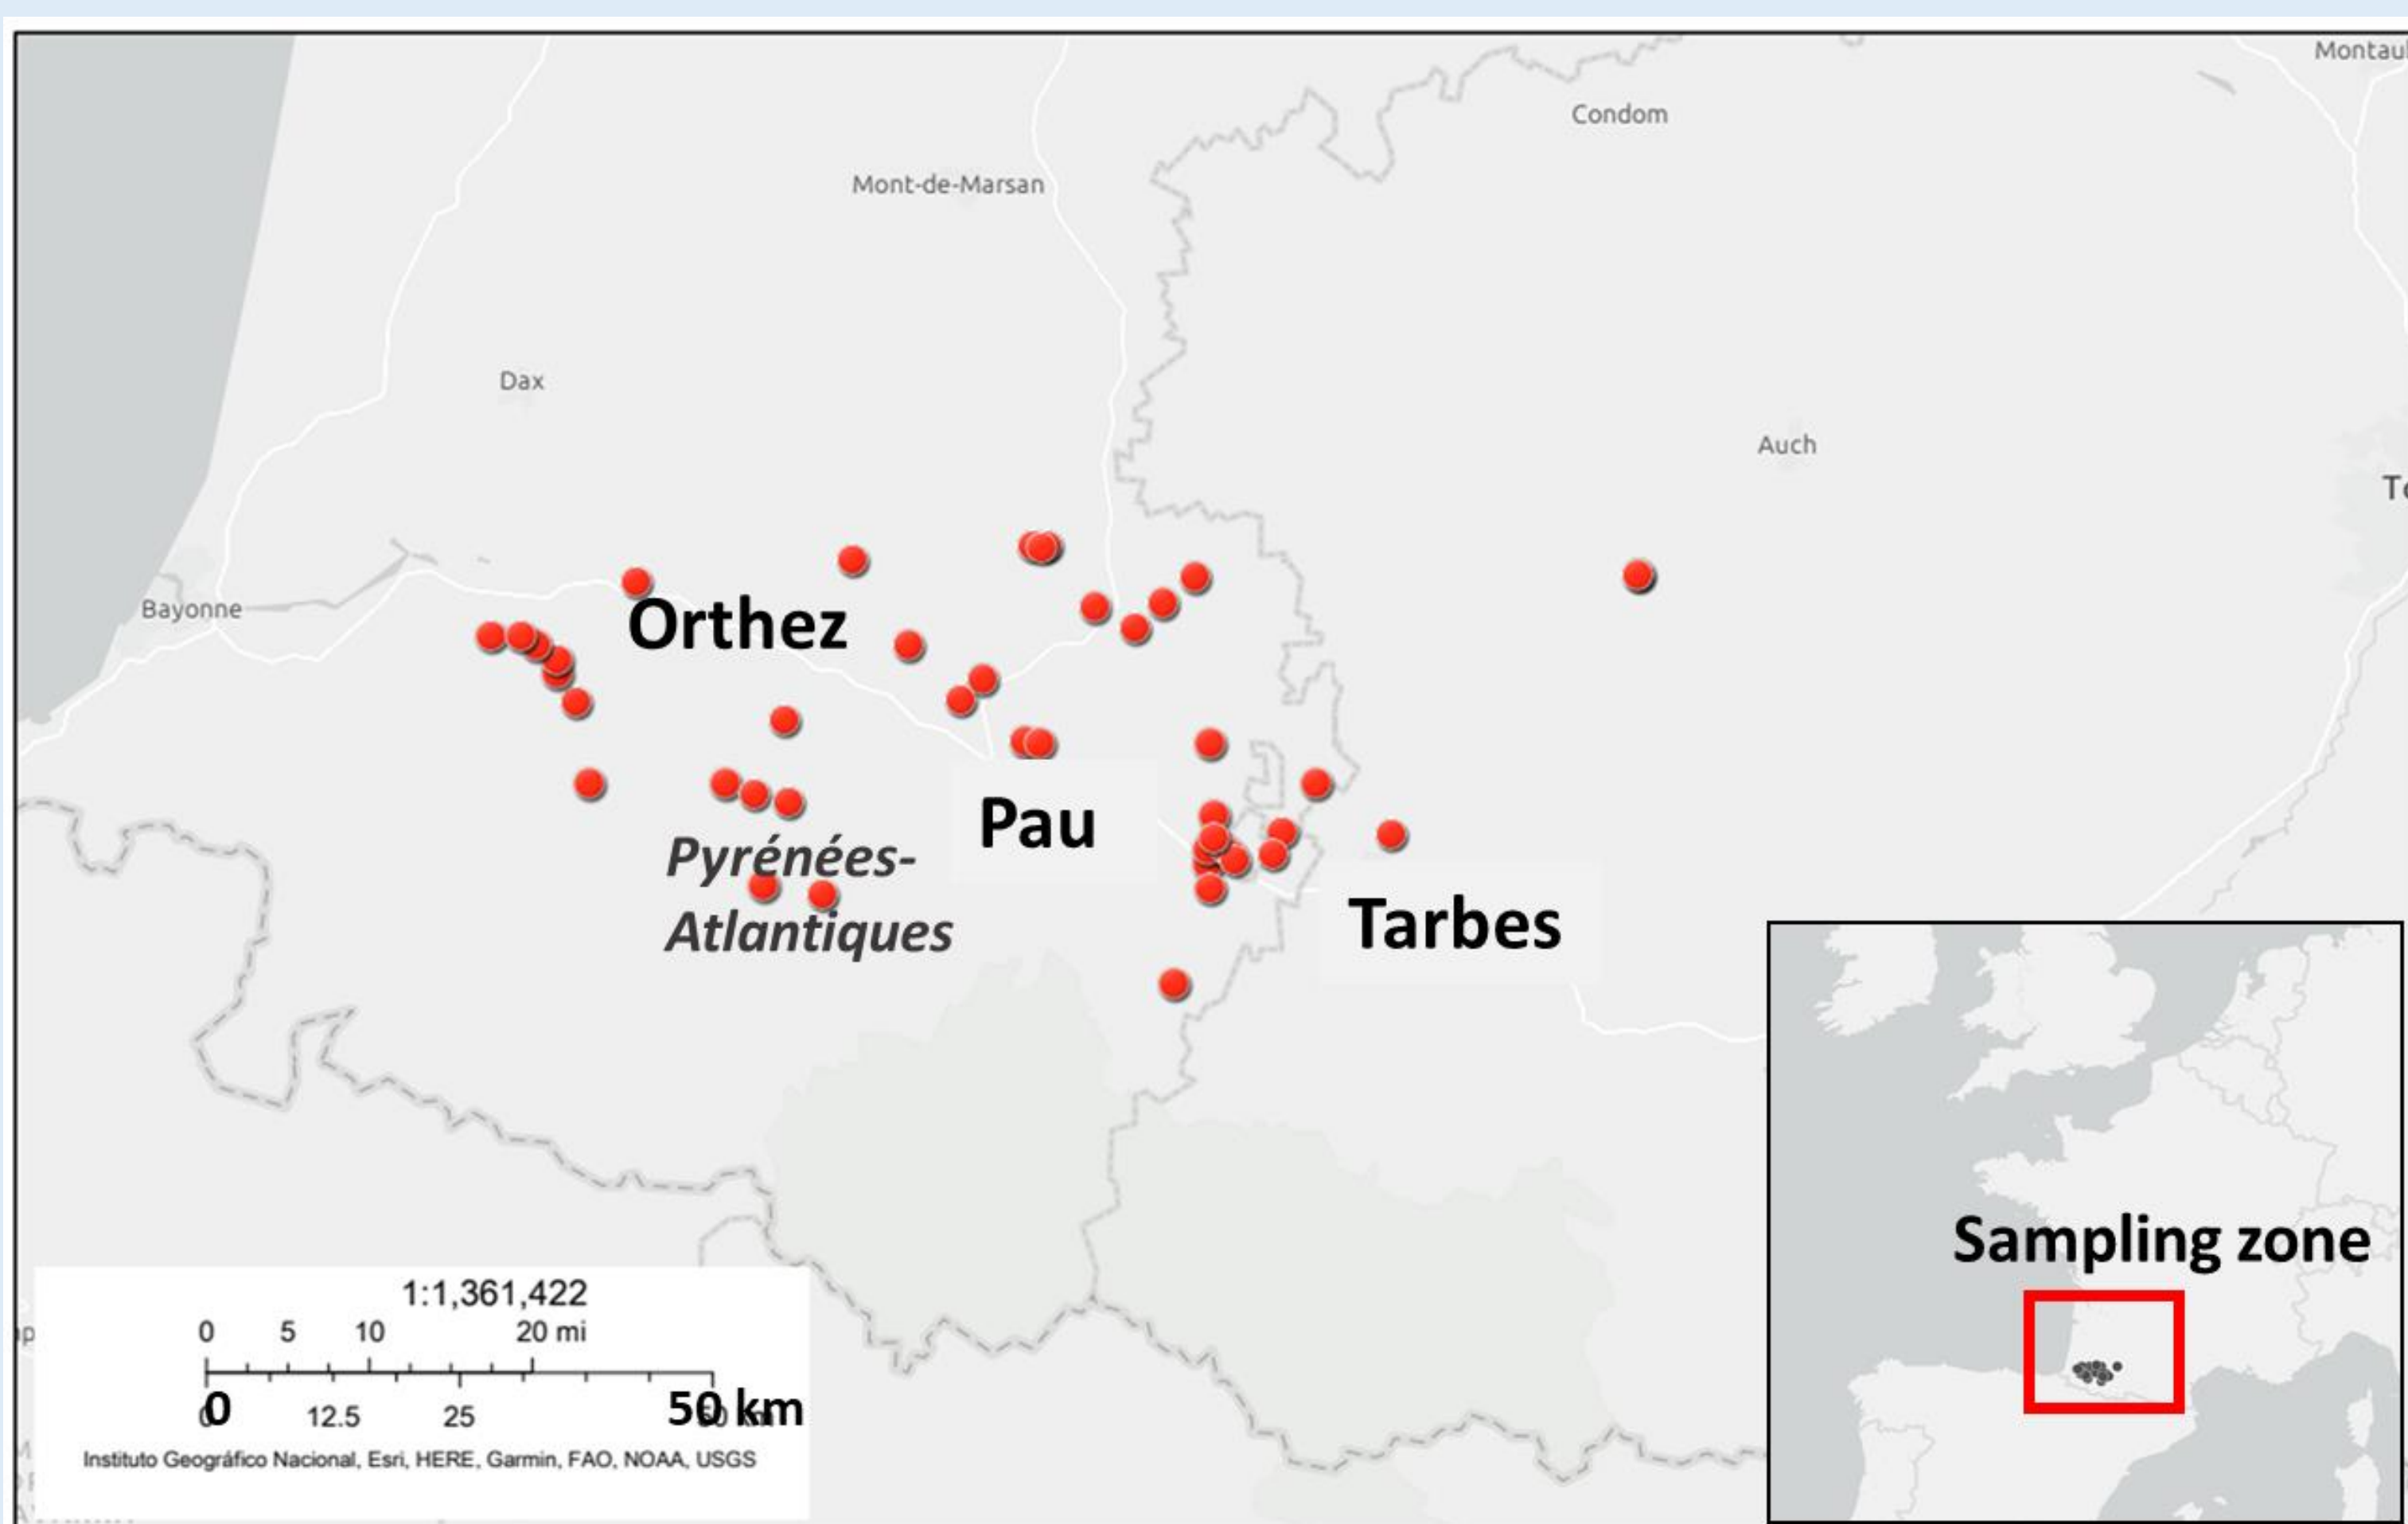 Montau
Condom
Mont-de-Marsan
Dax
Auch
Bayonne
Orthez
Pau
Pyrénées-
Atlantiques
Tarbes
Sampling zone
1:1,361,422
0 5 10 20 mi
0 12.5 25 50 km
Instituto Geográfico Nacional, Esri, HERE, Garmin, FAO, NOAA, USGS